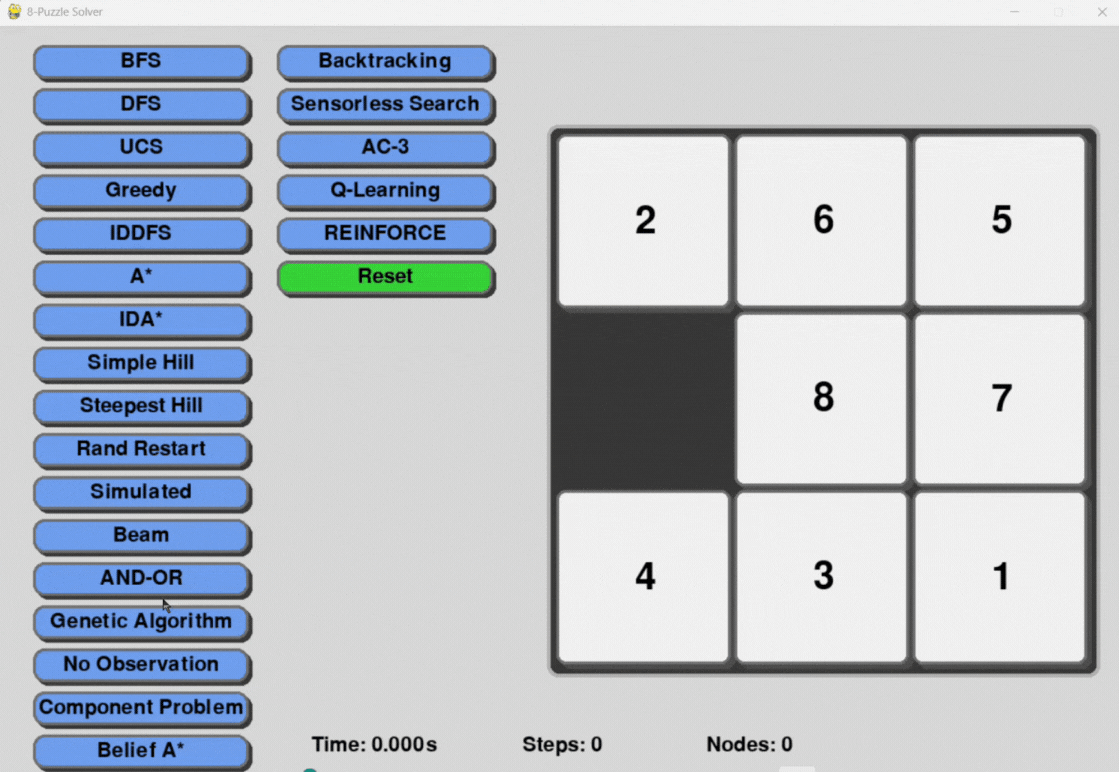 8-Puzzle Solver
BFS
DFS
UCS
Greedy
IDDFS
A*
IDA*
Simple Hill
Steepest Hill
Rand Restart
Simulated
Beam
AND-OR
Genetic Algorithm
No Observation
Component Problem
Belief A*
Backtracking
Sensorless Search
AC-3
Q-Learning
REINFORCE
Reset
2 6 5
8 7
4 3 1
Time: 0.000s Steps: 0 Nodes: 0